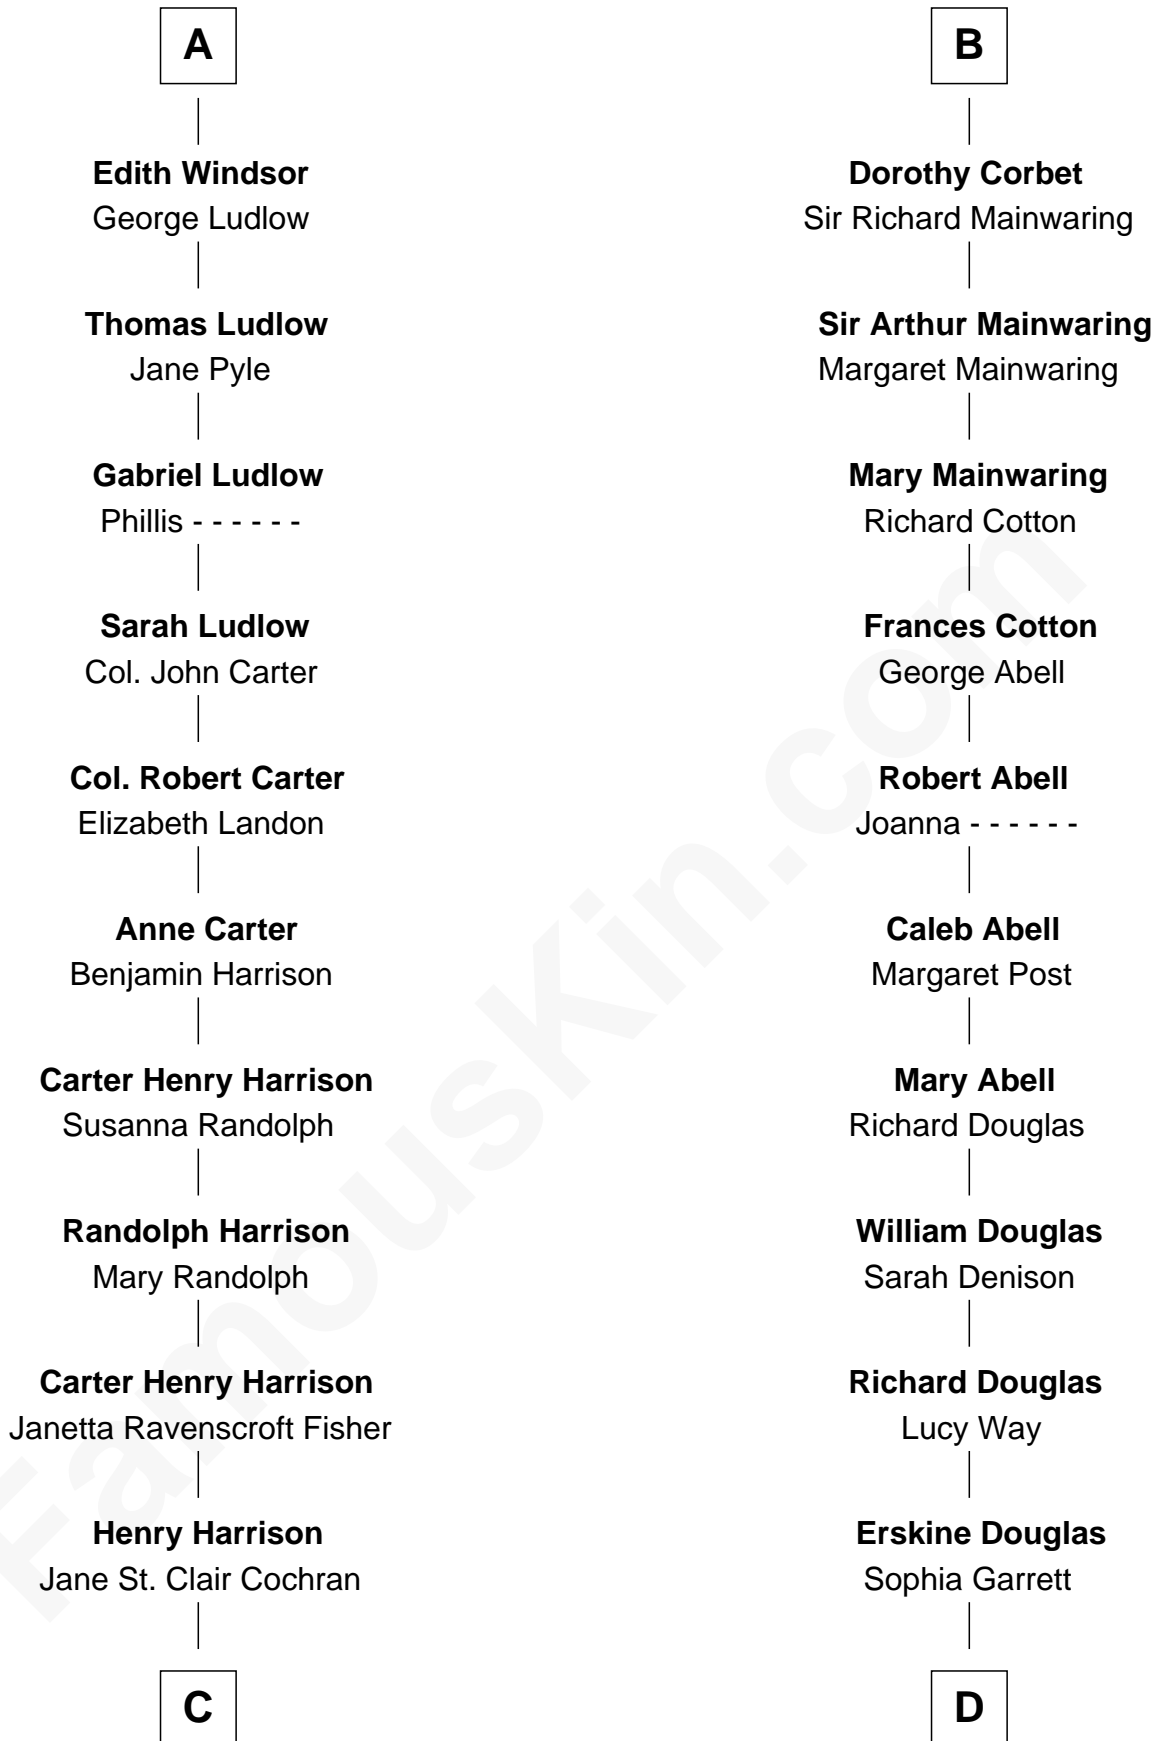 A
Edith Windsor
George Ludlow
Thomas Ludlow
Jane Pyle
Gabriel Ludlow
Phillis - - - - - -
Sarah Ludlow
Col. John Carter
Col. Robert Carter
Elizabeth Landon
Anne Carter
Benjamin Harrison
Carter Henry Harrison
Susanna Randolph
Randolph Harrison
Mary Randolph
Carter Henry Harrison
Janetta Ravenscroft Fisher
Henry Harrison
Jane St. Clair Cochran
C
B
Dorothy Corbet
Sir Richard Mainwaring
Sir Arthur Mainwaring
Margaret Mainwaring
Mary Mainwaring
Richard Cotton
Frances Cotton
George Abell
Robert Abell
Joanna - - - - - -
Caleb Abell
Margaret Post
Mary Abell
Richard Douglas
William Douglas
Sarah Denison
Richard Douglas
Lucy Way
Erskine Douglas
Sophia Garrett
D
FamousKin.com